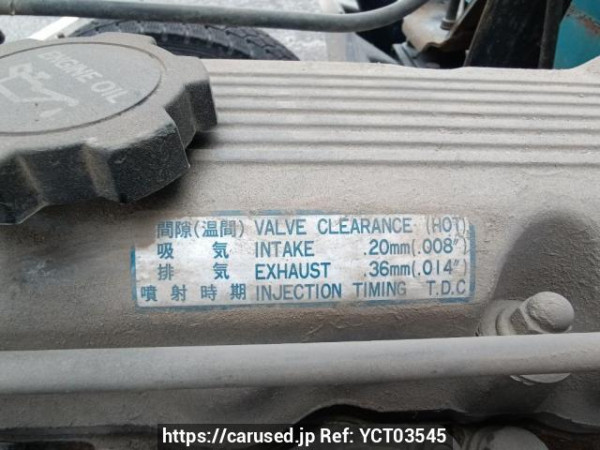 ENGINE OIL
間隙(温間) VALVE CLEARANCE (HOT)
吸気 INTAKE .20mm(.008")
排気 EXHAUST .36mm(.014")
噴射時期 INJECTION TIMING T.D.C
https://carused.jp Ref: YCT03545